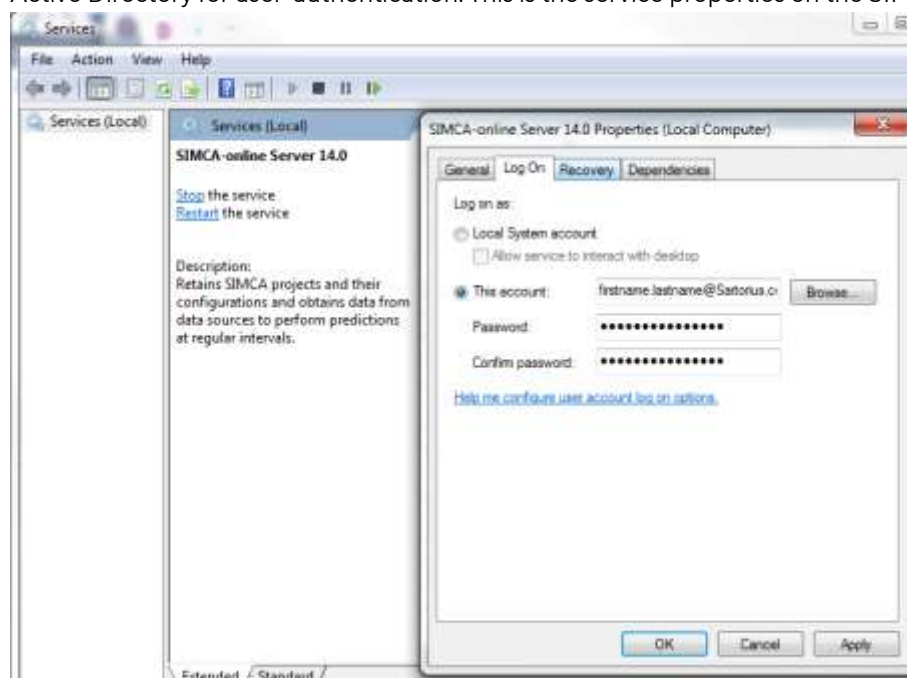 Active Directory for user authentication. This is the service properties on the
Services
File Action View Help
Services (Local)
Services (Local)
SIMCA-online Server 14.0
Stop the service
Restart the service
Description:
Retains SIMCA projects and their
configurations and obtains data from
data sources to perform predictions
at regular intervals.
Extended Standard
SIMCA-online Server 14.0 Properties (Local Computer)
General Log On Recovery Dependencies
Log on as:
Local System account
Allow service to interact with desktop
This account: firstname.lastname@Sartorius.c Browse...
Password: •••••••••••••••
Confirm password: •••••••••••••••
Help me configure user account log on options.
OK Cancel Apply